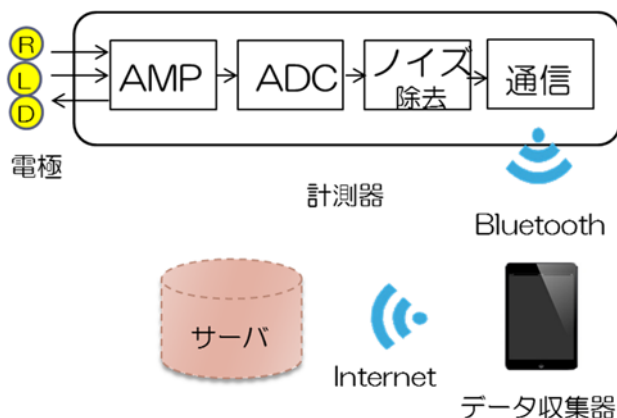 R
L
D
電極
AMP
ADC
ノイズ
除去
通信
計測器
Bluetooth
サーバ
Internet
データ収集器